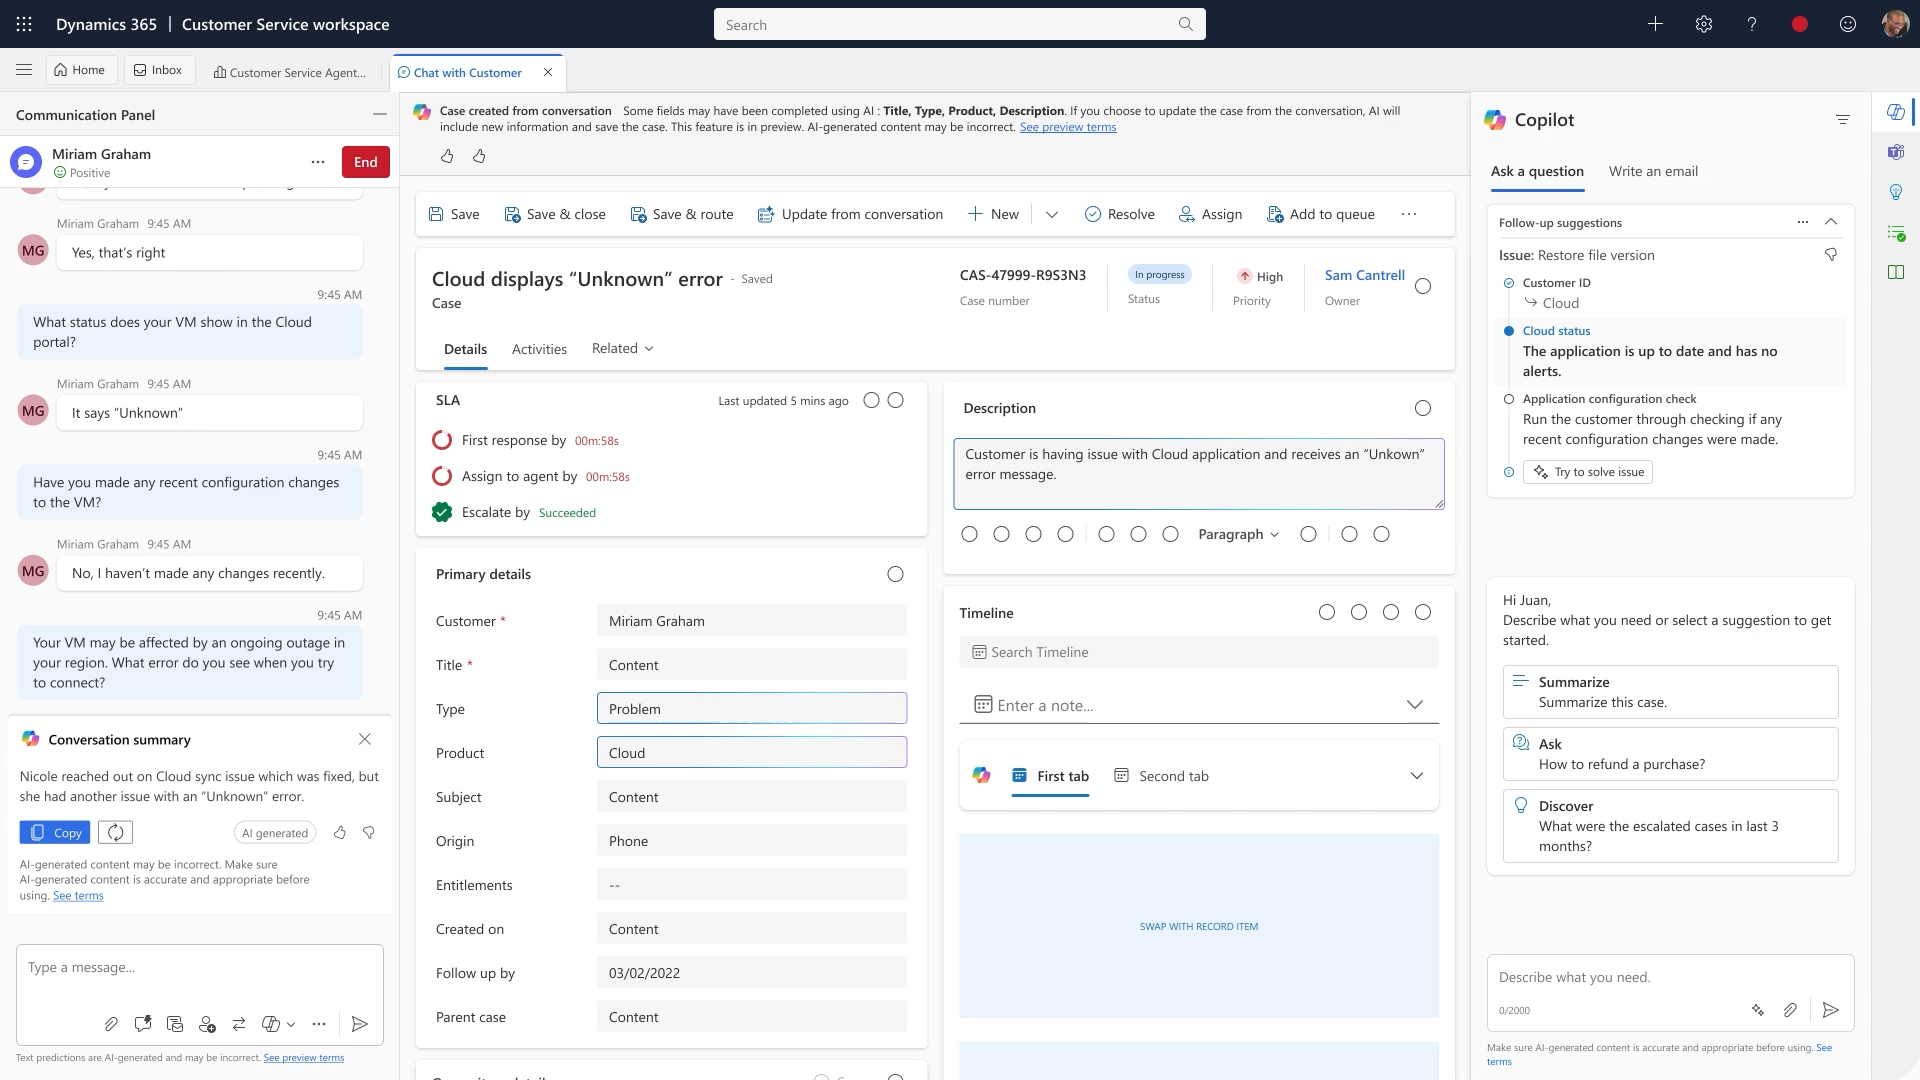 Dynamics 365 | Customer Service workspace
Search
Home
Inbox
Customer Service Agent...
Chat with Customer
Communication Panel
Miriam Graham
Positive
End
Miriam Graham 9:45 AM
MG
Yes, that's right
9:45 AM
What status does your VM show in the Cloud
portal?
Miriam Graham 9:45 AM
MG
It says “Unknown”
9:45 AM
Have you made any recent configuration changes
to the VM?
Miriam Graham 9:45 AM
MG
No, I haven't made any changes recently.
9:45 AM
Your VM may be affected by an ongoing outage in
your region. What error do you see when you try
to connect?
Conversation summary
Nicole reached out on Cloud sync issue which was fixed, but
she had another issue with an “Unknown” error.
Copy
AI generated
AI-generated content may be incorrect. Make sure
AI-generated content is accurate and appropriate before
using. See terms
Type a message...
Text predictions are AI-generated and may be incorrect. See preview terms
Case created from conversation Some fields may have been completed using AI : Title, Type, Product, Description. If you choose to update the case from the conversation, AI will
include new information and save the case. This feature is in preview. AI-generated content may be incorrect. See preview terms
Save
Save & close
Save & route
Update from conversation
New
Resolve
Assign
Add to queue
Cloud displays “Unknown” error - Saved
Case
CAS-47999-R9S3N3
Case number
In progress
Status
High
Priority
Sam Cantrell
Owner
Details
Activities
Related
SLA
Last updated 5 mins ago
First response by 00m:58s
Assign to agent by 00m:58s
Escalate by Succeeded
Primary details
Customer * Miriam Graham
Title * Content
Type Problem
Product Cloud
Subject Content
Origin Phone
Entitlements --
Created on Content
Follow up by 03/02/2022
Parent case Content
Description
Customer is having issue with Cloud application and receives an “Unkown”
error message.
Paragraph
Timeline
Search Timeline
Enter a note...
First tab
Second tab
SWAP WITH RECORD ITEM
Copilot
Ask a question
Write an email
Follow-up suggestions
Issue: Restore file version
Customer ID
Cloud
Cloud status
The application is up to date and has no
alerts.
Application configuration check
Run the customer through checking if any
recent configuration changes were made.
Try to solve issue
Hi Juan,
Describe what you need or select a suggestion to get
started.
Summarize
Summarize this case.
Ask
How to refund a purchase?
Discover
What were the escalated cases in last 3
months?
Describe what you need.
0/2000
Make sure AI-generated content is accurate and appropriate before using. See
terms